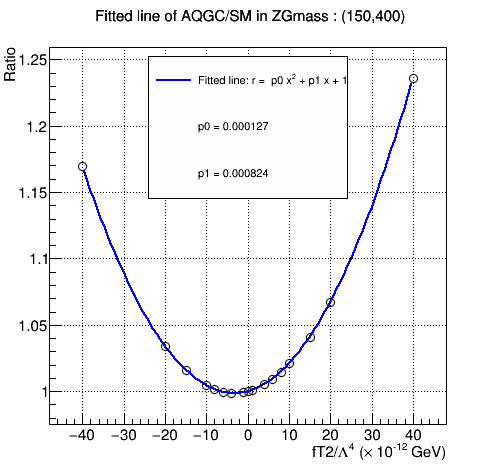 Fitted line of AQGC/SM in ZGmass : (150,400)
Ratio
1.25
1.2
1.15
1.1
1.05
1
Fitted line: r = p0 x² + p1 x + 1
p0 = 0.000127
p1 = 0.000824
−40 −30 −20 −10 0 10 20 30 40
fT2/Λ⁴ (× 10⁻¹² GeV)